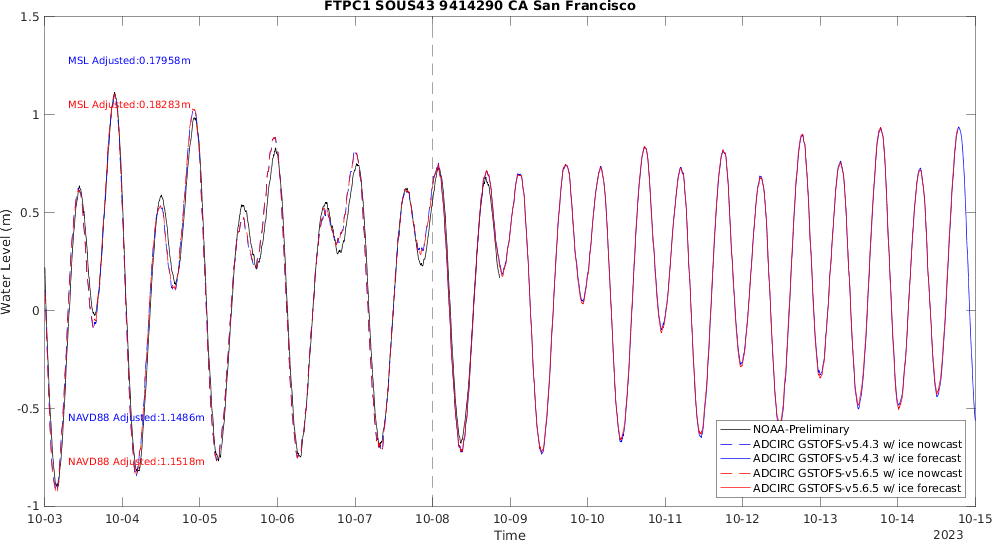 FTPC1 SOUS43 9414290 CA San Francisco
1.5
1
0.5
0
-0.5
-1
Water Level (m)
MSL Adjusted:0.17958m
MSL Adjusted:0.18283m
NAVD88 Adjusted:1.1486m
NAVD88 Adjusted:1.1518m
NOAA-Preliminary
ADCIRC GSTOFS-v5.4.3 w/ ice nowcast
ADCIRC GSTOFS-v5.4.3 w/ ice forecast
ADCIRC GSTOFS-v5.6.5 w/ ice nowcast
ADCIRC GSTOFS-v5.6.5 w/ ice forecast
10-03 10-04 10-05 10-06 10-07 10-08 10-09 10-10 10-11 10-12 10-13 10-14 10-15
Time
2023